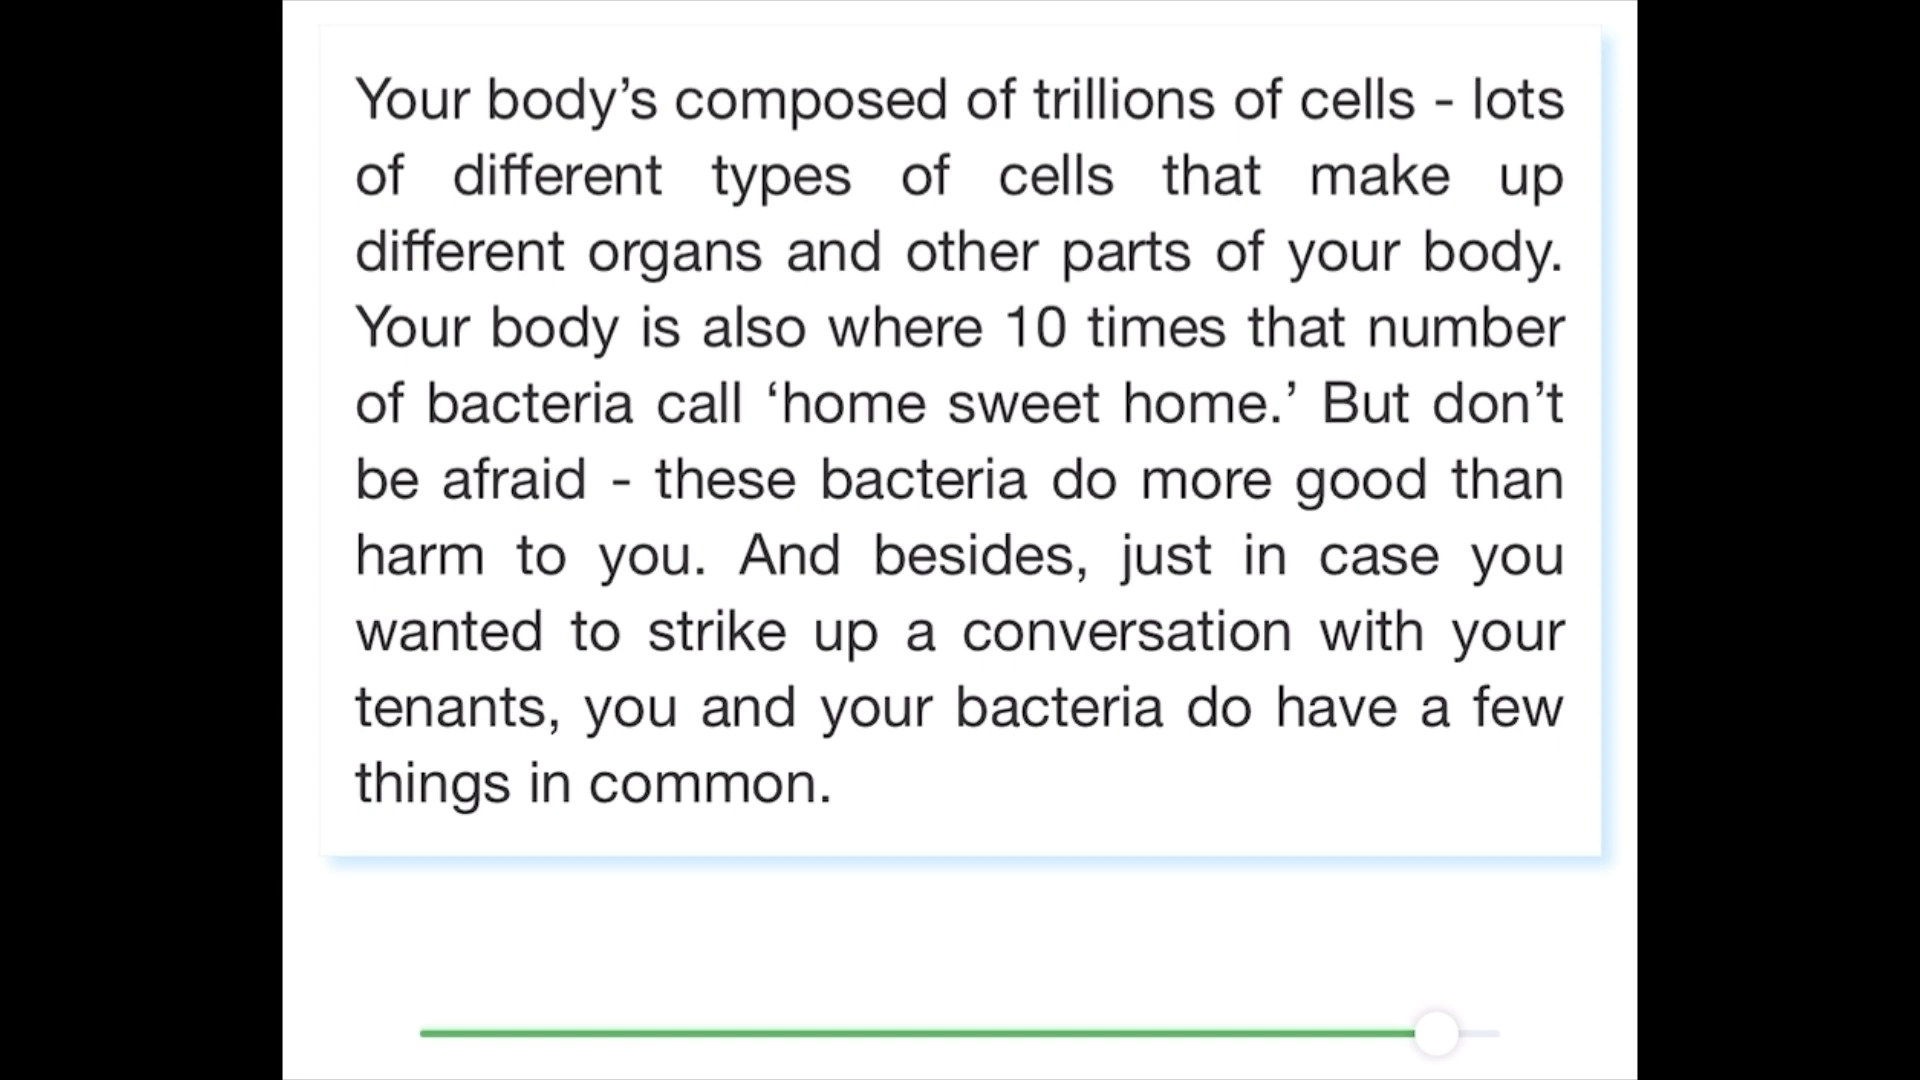 Your body’s composed of trillions of cells - lots
of different types of cells that make up
different organs and other parts of your body.
Your body is also where 10 times that number
of bacteria call ‘home sweet home.’ But don’t
be afraid - these bacteria do more good than
harm to you. And besides, just in case you
wanted to strike up a conversation with your
tenants, you and your bacteria do have a few
things in common.